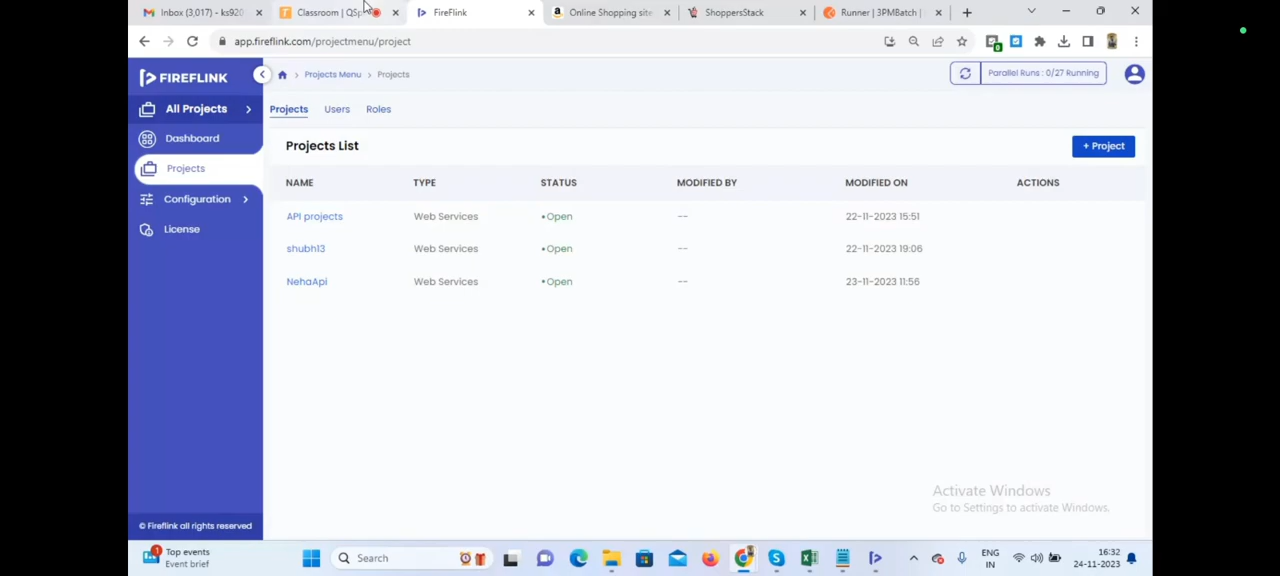 Inbox (3,017) - ks920
Classroom | QSp
FireFlink
Online Shopping site
ShoppersStack
Runner | 3PMBatch |
app.fireflink.com/projectmenu/project
0
FIREFLINK
Projects Menu > Projects
Parallel Runs : 0/27 Running
All Projects
Projects Users Roles
Dashboard
Projects List
+ Project
Projects
NAME TYPE STATUS MODIFIED BY MODIFIED ON ACTIONS
Configuration
API projects Web Services •Open -- 22-11-2023 15:51
License
shubh13 Web Services •Open -- 22-11-2023 19:06
NehaApi Web Services •Open -- 23-11-2023 11:56
Activate Windows
Go to Settings to activate Windows.
© Fireflink all rights reserved
1
Top events
Event brief
Search
ENG
IN
16:32
24-11-2023